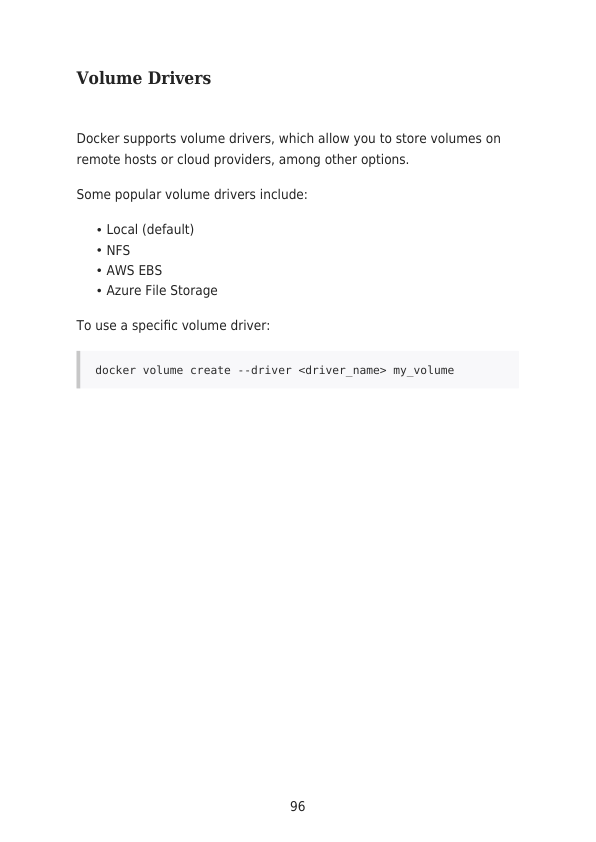 Volume Drivers
Docker supports volume drivers, which allow you to store volumes on
remote hosts or cloud providers, among other options.
Some popular volume drivers include:
• Local (default)
• NFS
• AWS EBS
• Azure File Storage
To use a specific volume driver:
docker volume create --driver <driver_name> my_volume
96